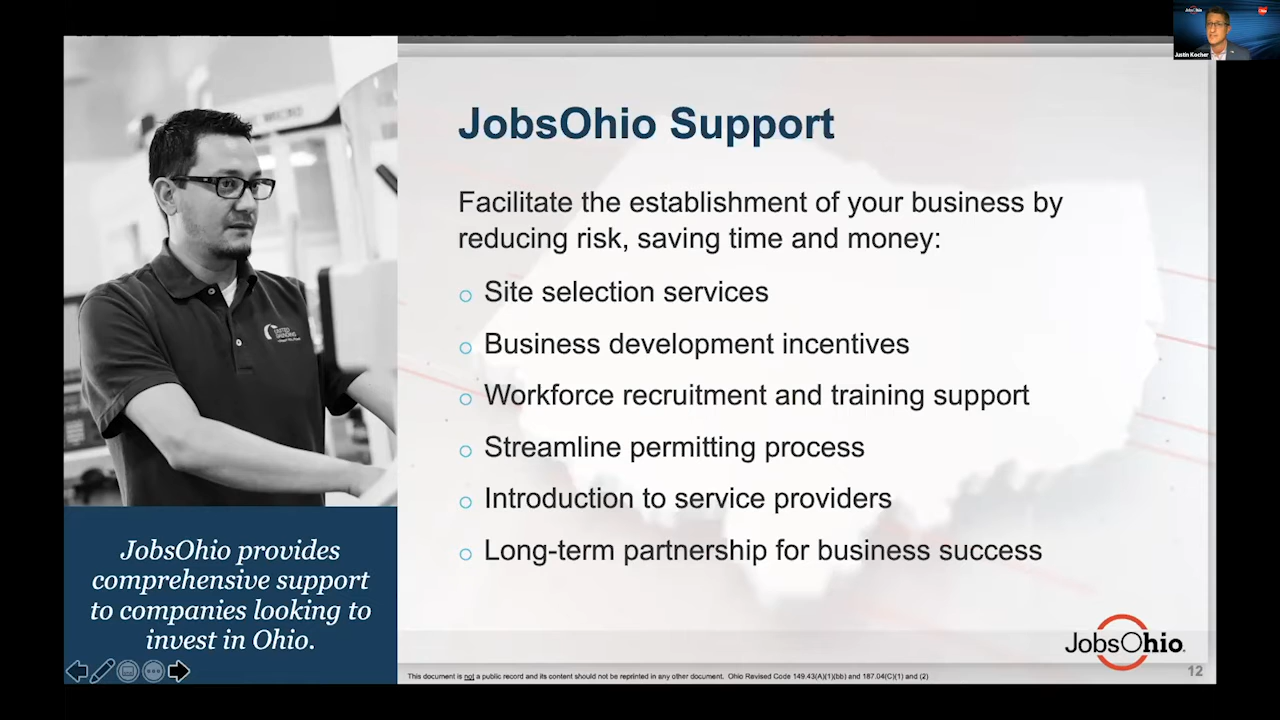 JobsOhio
Justin Kocher
JobsOhio Support
Facilitate the establishment of your business by
reducing risk, saving time and money:
Site selection services
Business development incentives
Workforce recruitment and training support
Streamline permitting process
Introduction to service providers
Long-term partnership for business success
UNITED
GRINDING
JobsOhio provides
comprehensive support
to companies looking to
invest in Ohio.
JobsOhio
This document is not a public record and its content should not be reprinted in any other document. Ohio Revised Code 149.43(A)(1)(bb) and 187.04(C)(1) and (2)
12